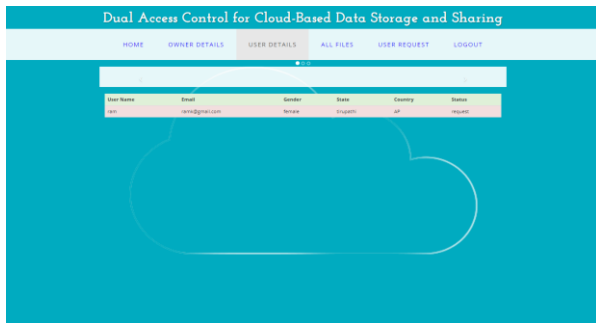 Dual Access Control for Cloud-Based Data Storage and Sharing
HOME OWNER DETAILS USER DETAILS ALL FILES USER REQUEST LOGOUT
User Name Email Gender State Country Status
ram rams@gmail.com female tirupathi AP request